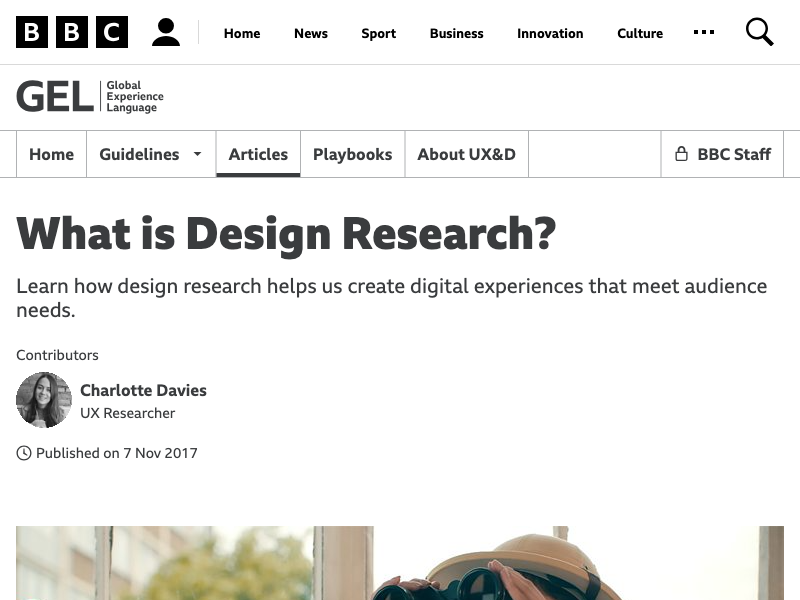 BBC
Home
News
Sport
Business
Innovation
Culture
GEL
Global
Experience
Language
Home
Guidelines
Articles
Playbooks
About UX&D
BBC Staff
What is Design Research?
Learn how design research helps us create digital experiences that meet audience
needs.
Contributors
Charlotte Davies
UX Researcher
Published on 7 Nov 2017